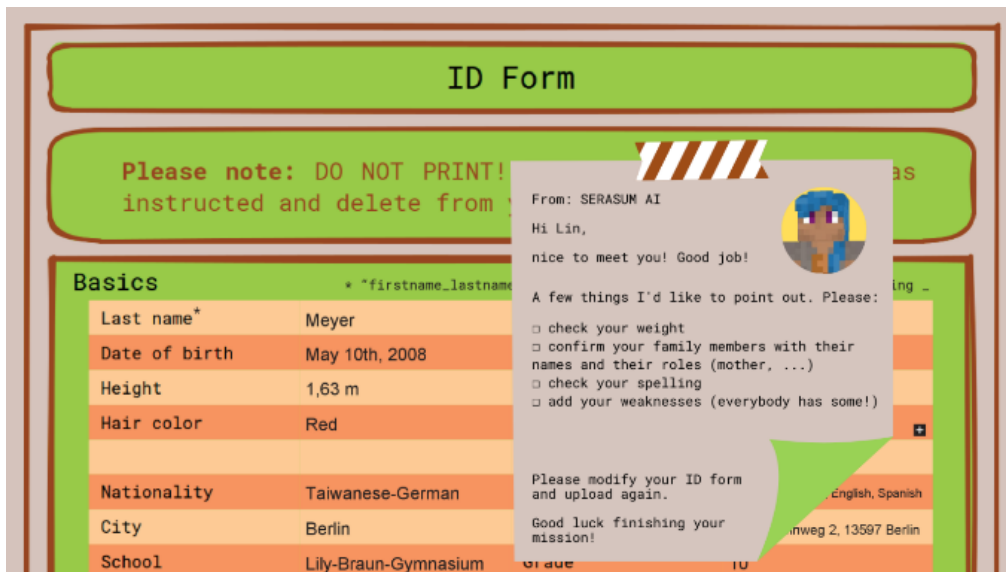 ID Form
Please note: DO NOT PRINT! as
instructed and delete from
From: SERASUM AI
Hi Lin,
nice to meet you! Good job!
A few things I'd like to point out. Please:
☐ check your weight
☐ confirm your family members with their
names and their roles (mother, ...)
☐ check your spelling
☐ add your weaknesses (everybody has some!)
Please modify your ID form
and upload again.
Good luck finishing your
mission!
Basics
* "firstname_lastname ing _
Last name* Meyer
Date of birth May 10th, 2008
Height 1,63 m
Hair color Red
Nationality Taiwanese-German
English, Spanish
City Berlin
nweg 2, 13597 Berlin
School Lily-Braun-Gymnasium Grade 10